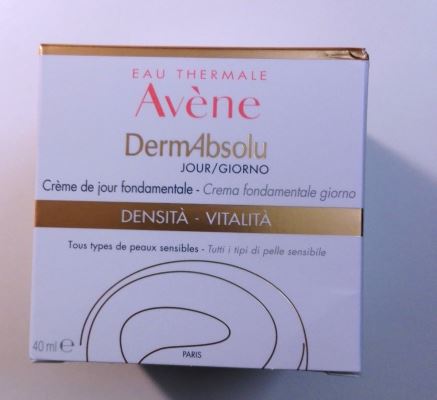 EAU THERMALE
Avène
DermAbsolu
JOUR/GIORNO
Crème de jour fondamentale - Crema fondamentale giorno
DENSITÀ - VITALITÀ
Tous types de peaux sensibles - Tutti i tipi di pelle sensibile
40 ml ℮
PARIS